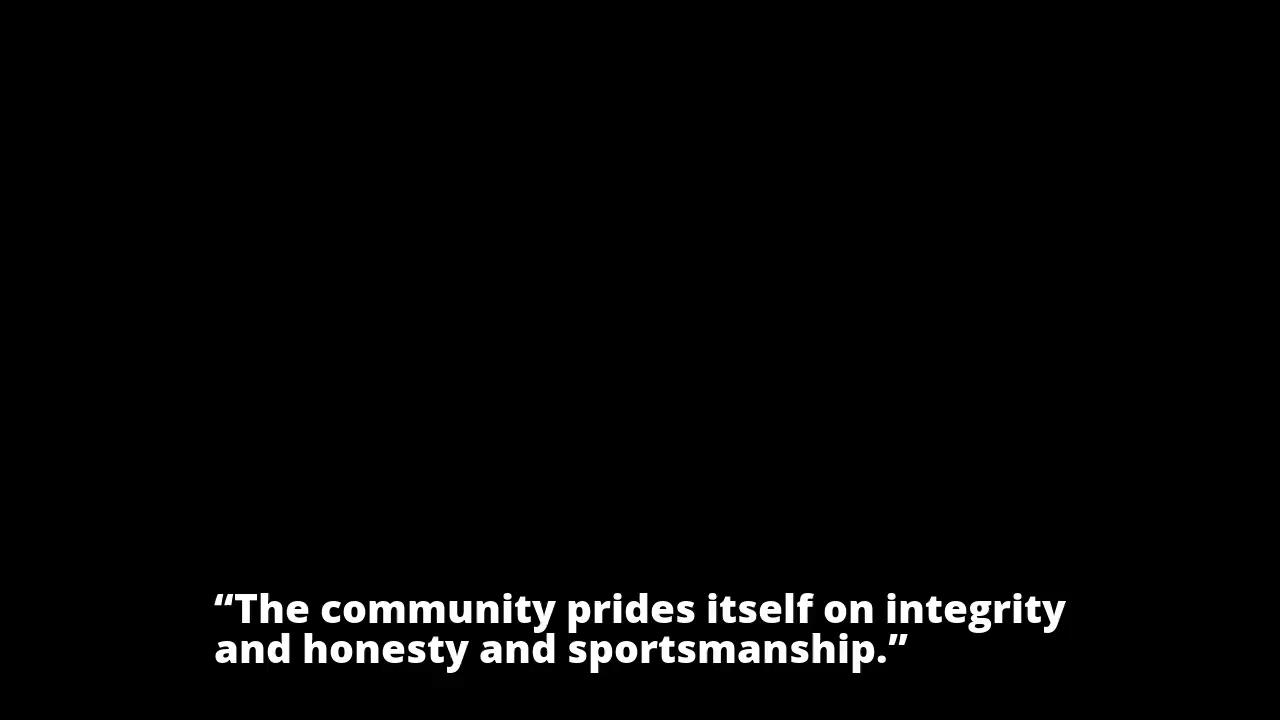 “The community prides itself on integrity
and honesty and sportsmanship.”